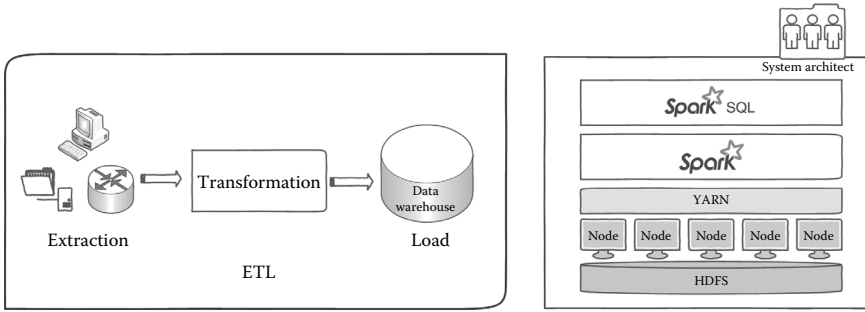 Extraction
Transformation
Data
warehouse
Load
ETL
System architect
Spark SQL
Spark
YARN
Node Node Node Node Node
HDFS